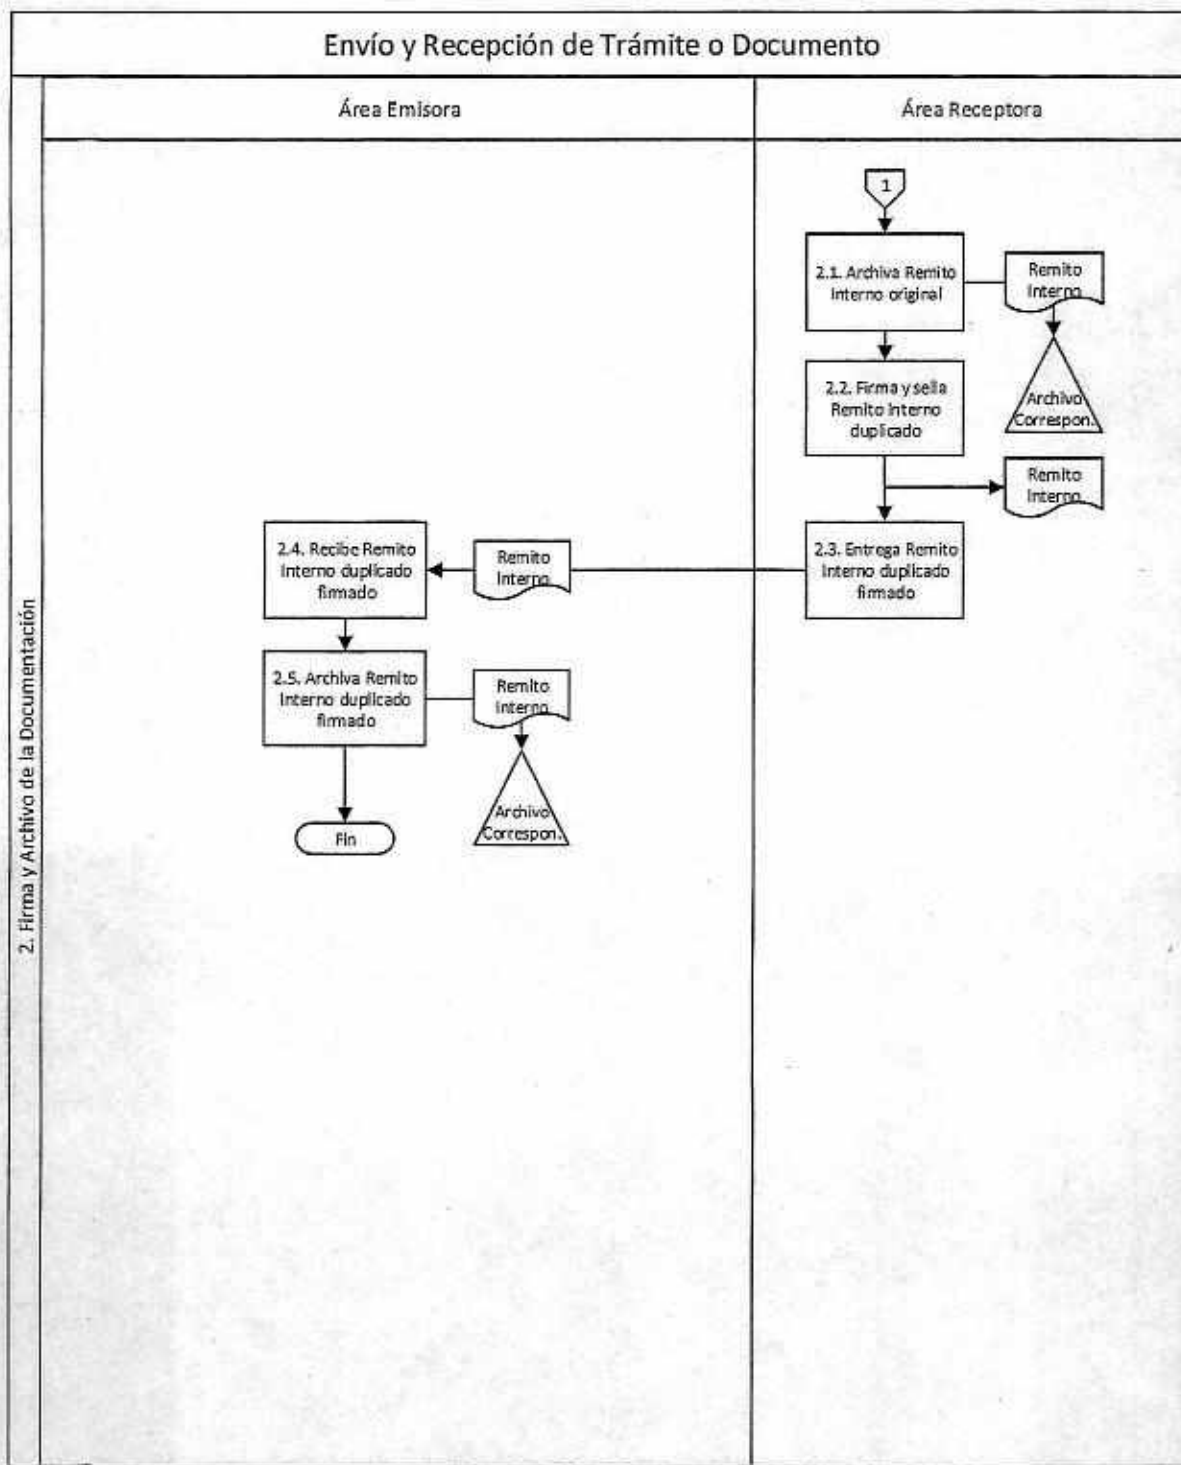 Envío y Recepción de Trámite o Documento
Área Emisora
Área Receptora
2. Firma y Archivo de la Documentación
1
2.1. Archiva Remito
Interno original
Remito
Interno
Archivo
Correspon.
2.2. Firma y sella
Remito Interno
duplicado
Remito
Interno
2.3. Entrega Remito
Interno duplicado
firmado
Remito
Interno
2.4. Recibe Remito
Interno duplicado
firmado
2.5. Archiva Remito
Interno duplicado
firmado
Remito
Interno
Archivo
Correspon.
Fin